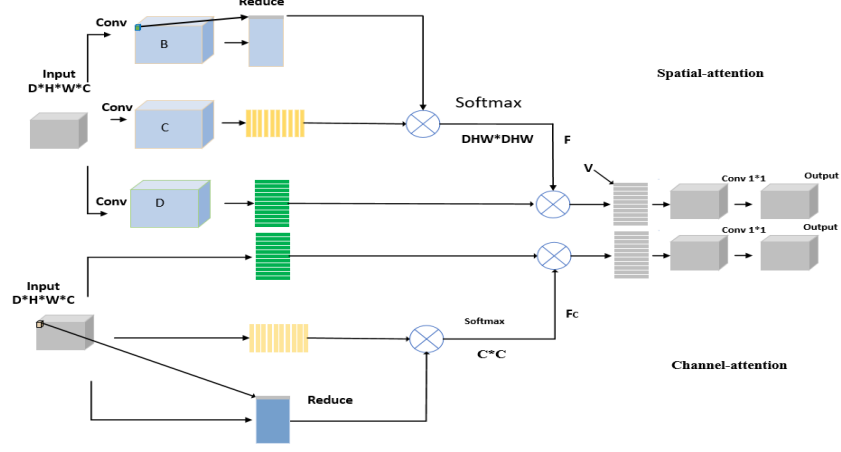 Reduce
Conv
B
Input
D*H*W*C
Spatial-attention
Conv
C
Softmax
DHW*DHW
F
V
Conv
D
Conv 1*1
Output
Conv 1*1
Output
Input
D*H*W*C
Softmax
C*C
FC
Channel-attention
Reduce